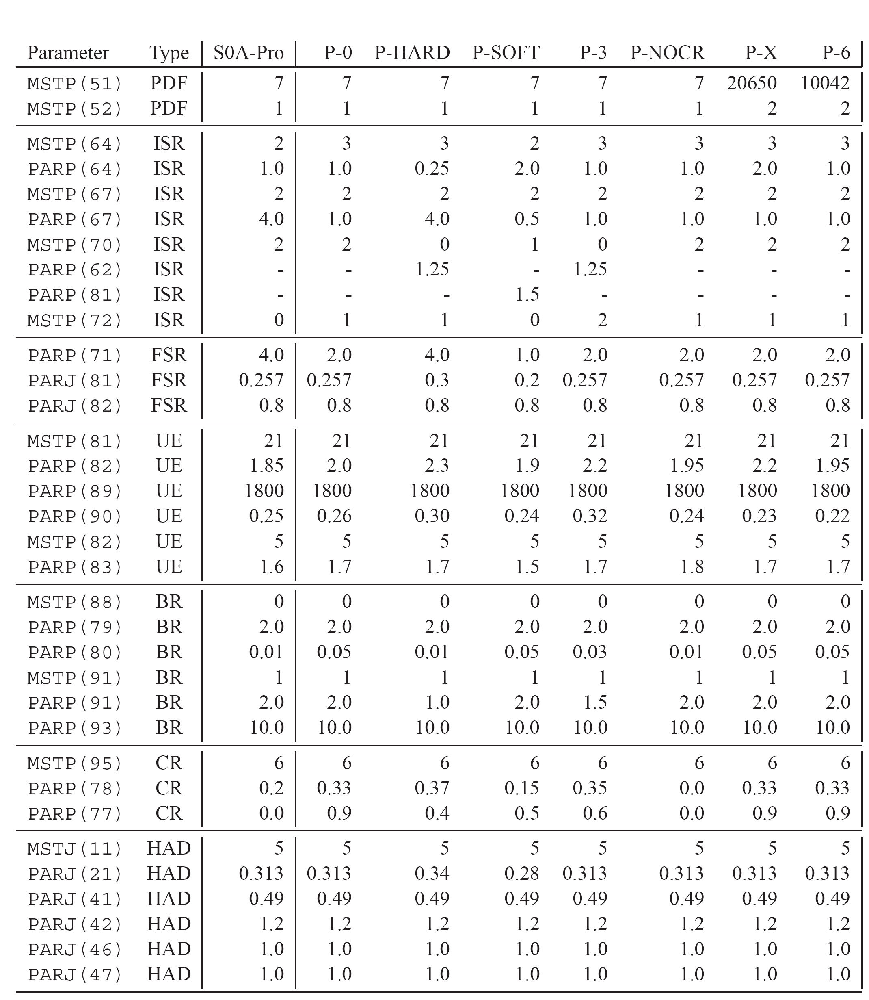 Parameter Type S0A-Pro P-0 P-HARD P-SOFT P-3 P-NOCR P-X P-6
MSTP(51) PDF 7 7 7 7 7 7 20650 10042
MSTP(52) PDF 1 1 1 1 1 1 2 2
MSTP(64) ISR 2 3 3 2 3 3 3 3
PARP(64) ISR 1.0 1.0 0.25 2.0 1.0 1.0 2.0 1.0
MSTP(67) ISR 2 2 2 2 2 2 2 2
PARP(67) ISR 4.0 1.0 4.0 0.5 1.0 1.0 1.0 1.0
MSTP(70) ISR 2 2 0 1 0 2 2 2
PARP(62) ISR - - 1.25 - 1.25 - - -
PARP(81) ISR - - - 1.5 - - - -
MSTP(72) ISR 0 1 1 0 2 1 1 1
PARP(71) FSR 4.0 2.0 4.0 1.0 2.0 2.0 2.0 2.0
PARJ(81) FSR 0.257 0.257 0.3 0.2 0.257 0.257 0.257 0.257
PARJ(82) FSR 0.8 0.8 0.8 0.8 0.8 0.8 0.8 0.8
MSTP(81) UE 21 21 21 21 21 21 21 21
PARP(82) UE 1.85 2.0 2.3 1.9 2.2 1.95 2.2 1.95
PARP(89) UE 1800 1800 1800 1800 1800 1800 1800 1800
PARP(90) UE 0.25 0.26 0.30 0.24 0.32 0.24 0.23 0.22
MSTP(82) UE 5 5 5 5 5 5 5 5
PARP(83) UE 1.6 1.7 1.7 1.5 1.7 1.8 1.7 1.7
MSTP(88) BR 0 0 0 0 0 0 0 0
PARP(79) BR 2.0 2.0 2.0 2.0 2.0 2.0 2.0 2.0
PARP(80) BR 0.01 0.05 0.01 0.05 0.03 0.01 0.05 0.05
MSTP(91) BR 1 1 1 1 1 1 1 1
PARP(91) BR 2.0 2.0 1.0 2.0 1.5 2.0 2.0 2.0
PARP(93) BR 10.0 10.0 10.0 10.0 10.0 10.0 10.0 10.0
MSTP(95) CR 6 6 6 6 6 6 6 6
PARP(78) CR 0.2 0.33 0.37 0.15 0.35 0.0 0.33 0.33
PARP(77) CR 0.0 0.9 0.4 0.5 0.6 0.0 0.9 0.9
MSTJ(11) HAD 5 5 5 5 5 5 5 5
PARJ(21) HAD 0.313 0.313 0.34 0.28 0.313 0.313 0.313 0.313
PARJ(41) HAD 0.49 0.49 0.49 0.49 0.49 0.49 0.49 0.49
PARJ(42) HAD 1.2 1.2 1.2 1.2 1.2 1.2 1.2 1.2
PARJ(46) HAD 1.0 1.0 1.0 1.0 1.0 1.0 1.0 1.0
PARJ(47) HAD 1.0 1.0 1.0 1.0 1.0 1.0 1.0 1.0